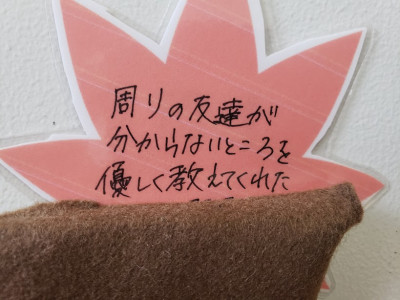 周りの友達が
分からないところを
優しく教えてくれた